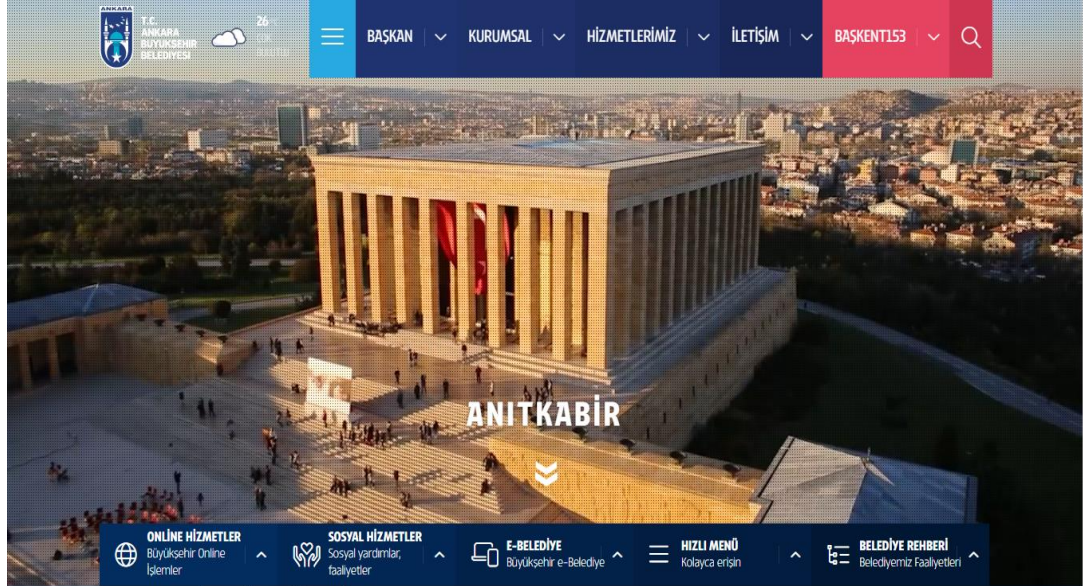 ANKARA
T.C.
ANKARA
BÜYÜKŞEHİR
BELEDİYESİ
26
BAŞKAN
KURUMSAL
HİZMETLERİMİZ
İLETİŞİM
BAŞKENT153
ANITKABİR
ONLİNE HİZMETLER
Büyükşehir Online
İşlemler
SOSYAL HİZMETLER
Sosyal yardımlar,
faaliyetler
E-BELEDİYE
Büyükşehir e-Belediye
HIZLI MENÜ
Kolayca erişin
BELEDİYE REHBERİ
Belediyemiz Faaliyetleri